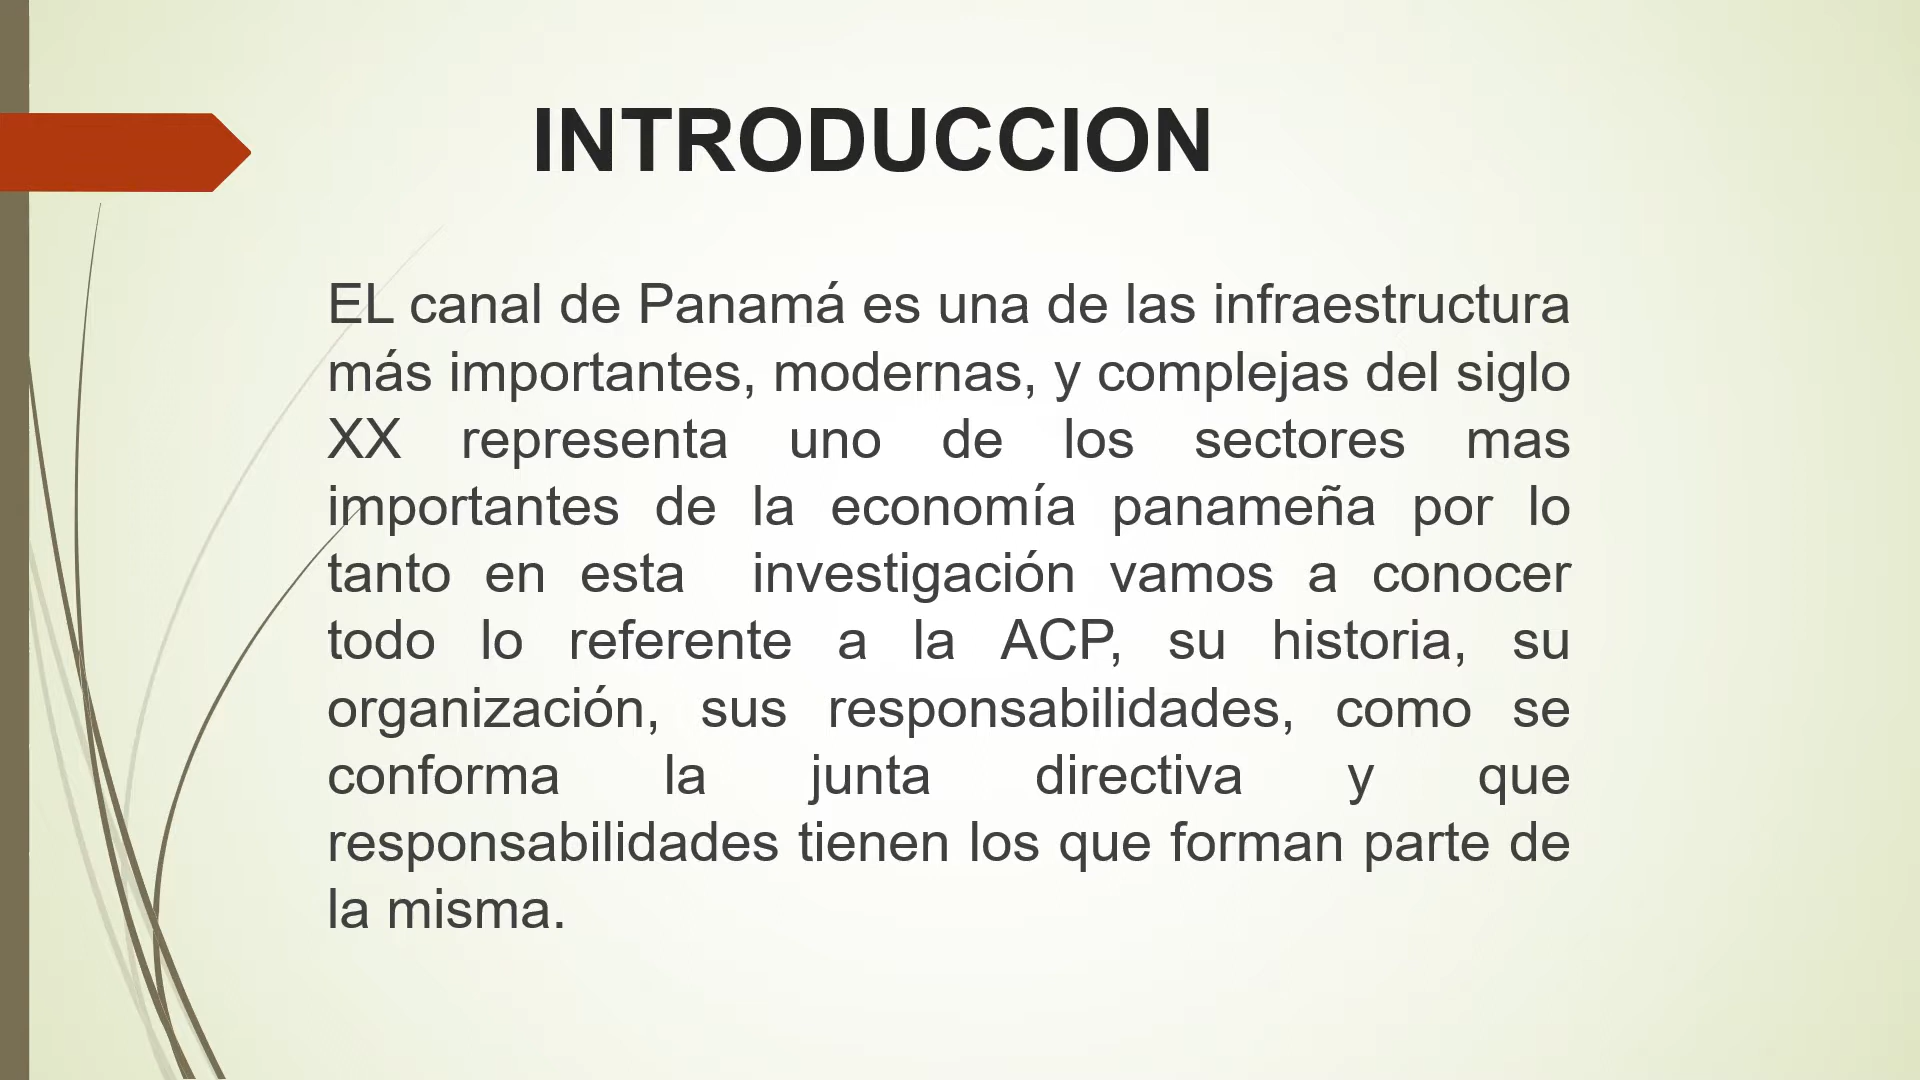 INTRODUCCION
EL canal de Panamá es una de las infraestructura
más importantes, modernas, y complejas del siglo
XX representa uno de los sectores mas
importantes de la economía panameña por lo
tanto en esta investigación vamos a conocer
todo lo referente a la ACP, su historia, su
organización, sus responsabilidades, como se
conforma la junta directiva y que
responsabilidades tienen los que forman parte de
la misma.